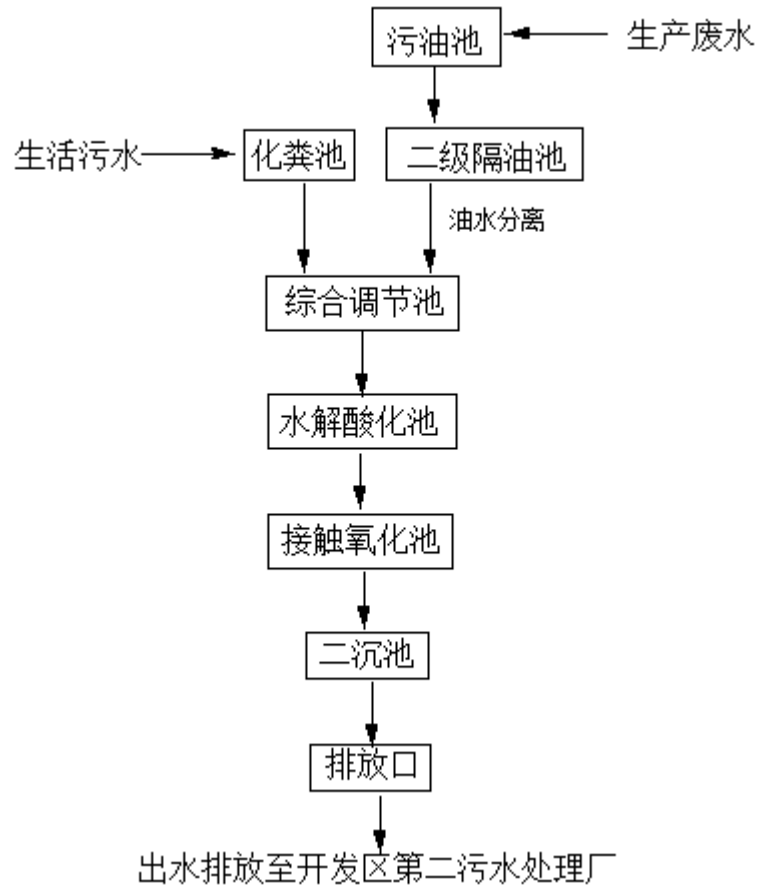 污油池
生产废水
生活污水
化粪池
二级隔油池
油水分离
综合调节池
水解酸化池
接触氧化池
二沉池
排放口
出水排放至开发区第二污水处理厂